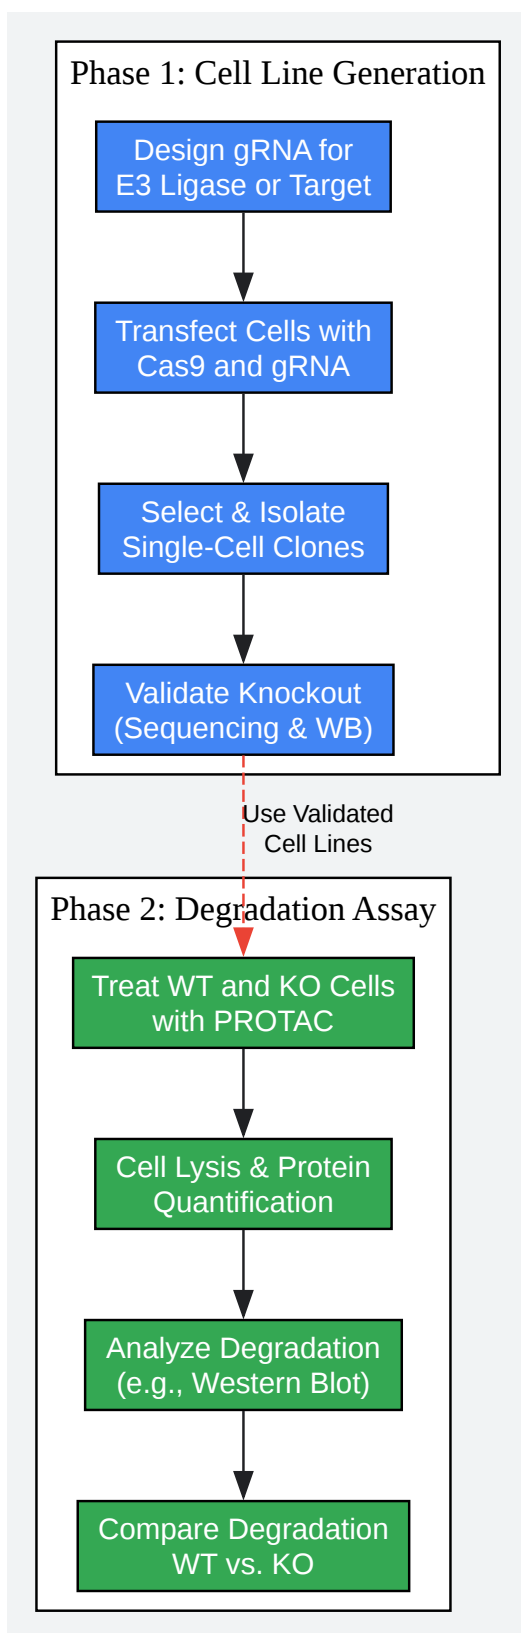 Phase 1: Cell Line Generation
Design gRNA for
E3 Ligase or Target
Transfect Cells with
Cas9 and gRNA
Select & Isolate
Single-Cell Clones
Validate Knockout
(Sequencing & WB)
Use Validated
Cell Lines
Phase 2: Degradation Assay
Treat WT and KO Cells
with PROTAC
Cell Lysis & Protein
Quantification
Analyze Degradation
(e.g., Western Blot)
Compare Degradation
WT vs. KO